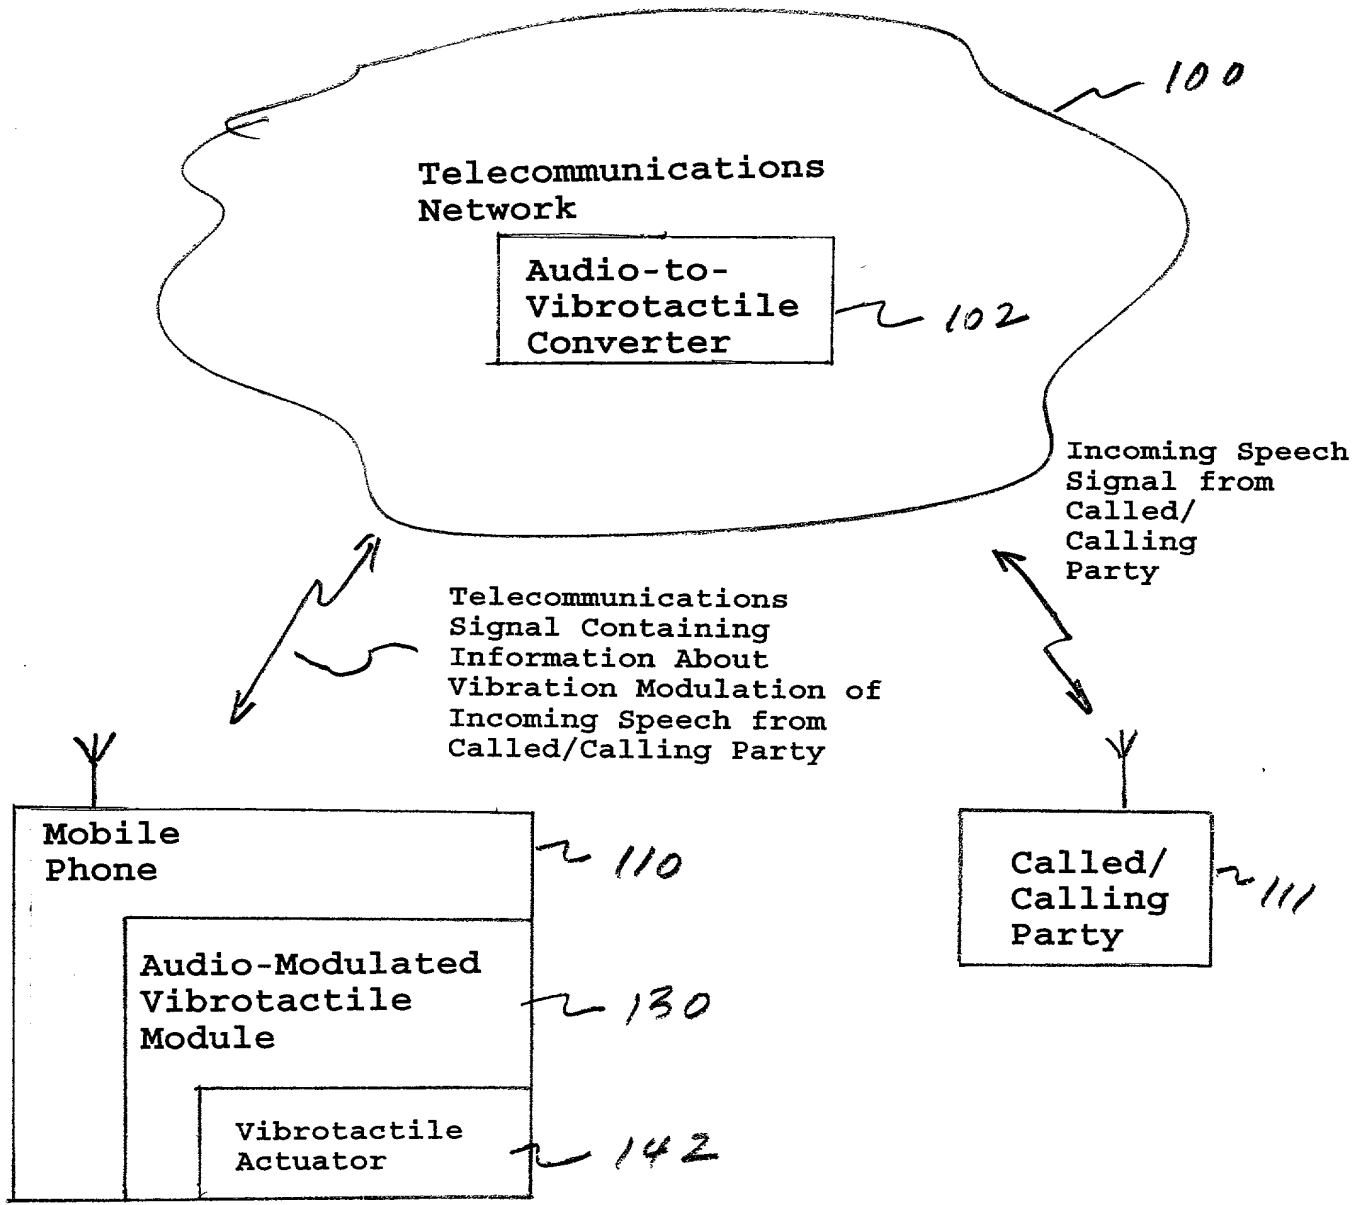 100
Telecommunications
Network
Audio-to-
Vibrotactile
Converter
102
Incoming Speech
Signal from
Called/
Calling
Party
Telecommunications
Signal Containing
Information About
Vibration Modulation of
Incoming Speech from
Called/Calling Party
Mobile
Phone
110
Called/
Calling
Party
111
Audio-Modulated
Vibrotactile
Module
130
Vibrotactile
Actuator
142